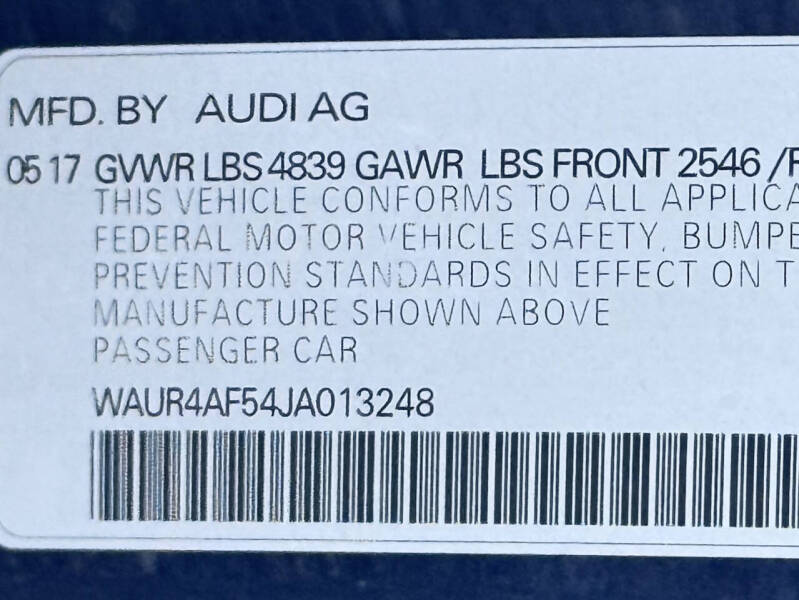 MFD. BY AUDI AG
05 17 GVWR LBS 4839 GAWR LBS FRONT 2546 /
THIS VEHICLE CONFORMS TO ALL
FEDERAL MOTOR VEHICLE SAFETY,
PREVENTION STANDARDS IN EFFECT ON
MANUFACTURE SHOWN ABOVE
PASSENGER CAR
WAUR4AF54JA013248